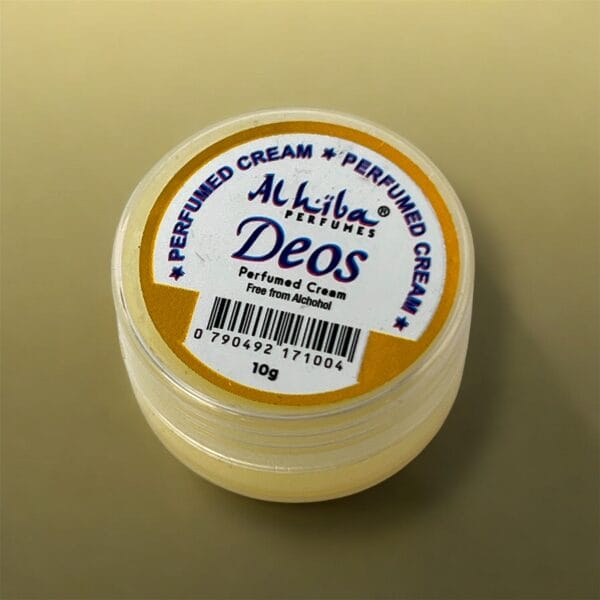 ★ PERFUMED CREAM ★ PERFUMED CREAM ★
Alhiba®
PERFUMES
Deos
Perfumed Cream
Free from Alchohol
0 790492 171004
10g